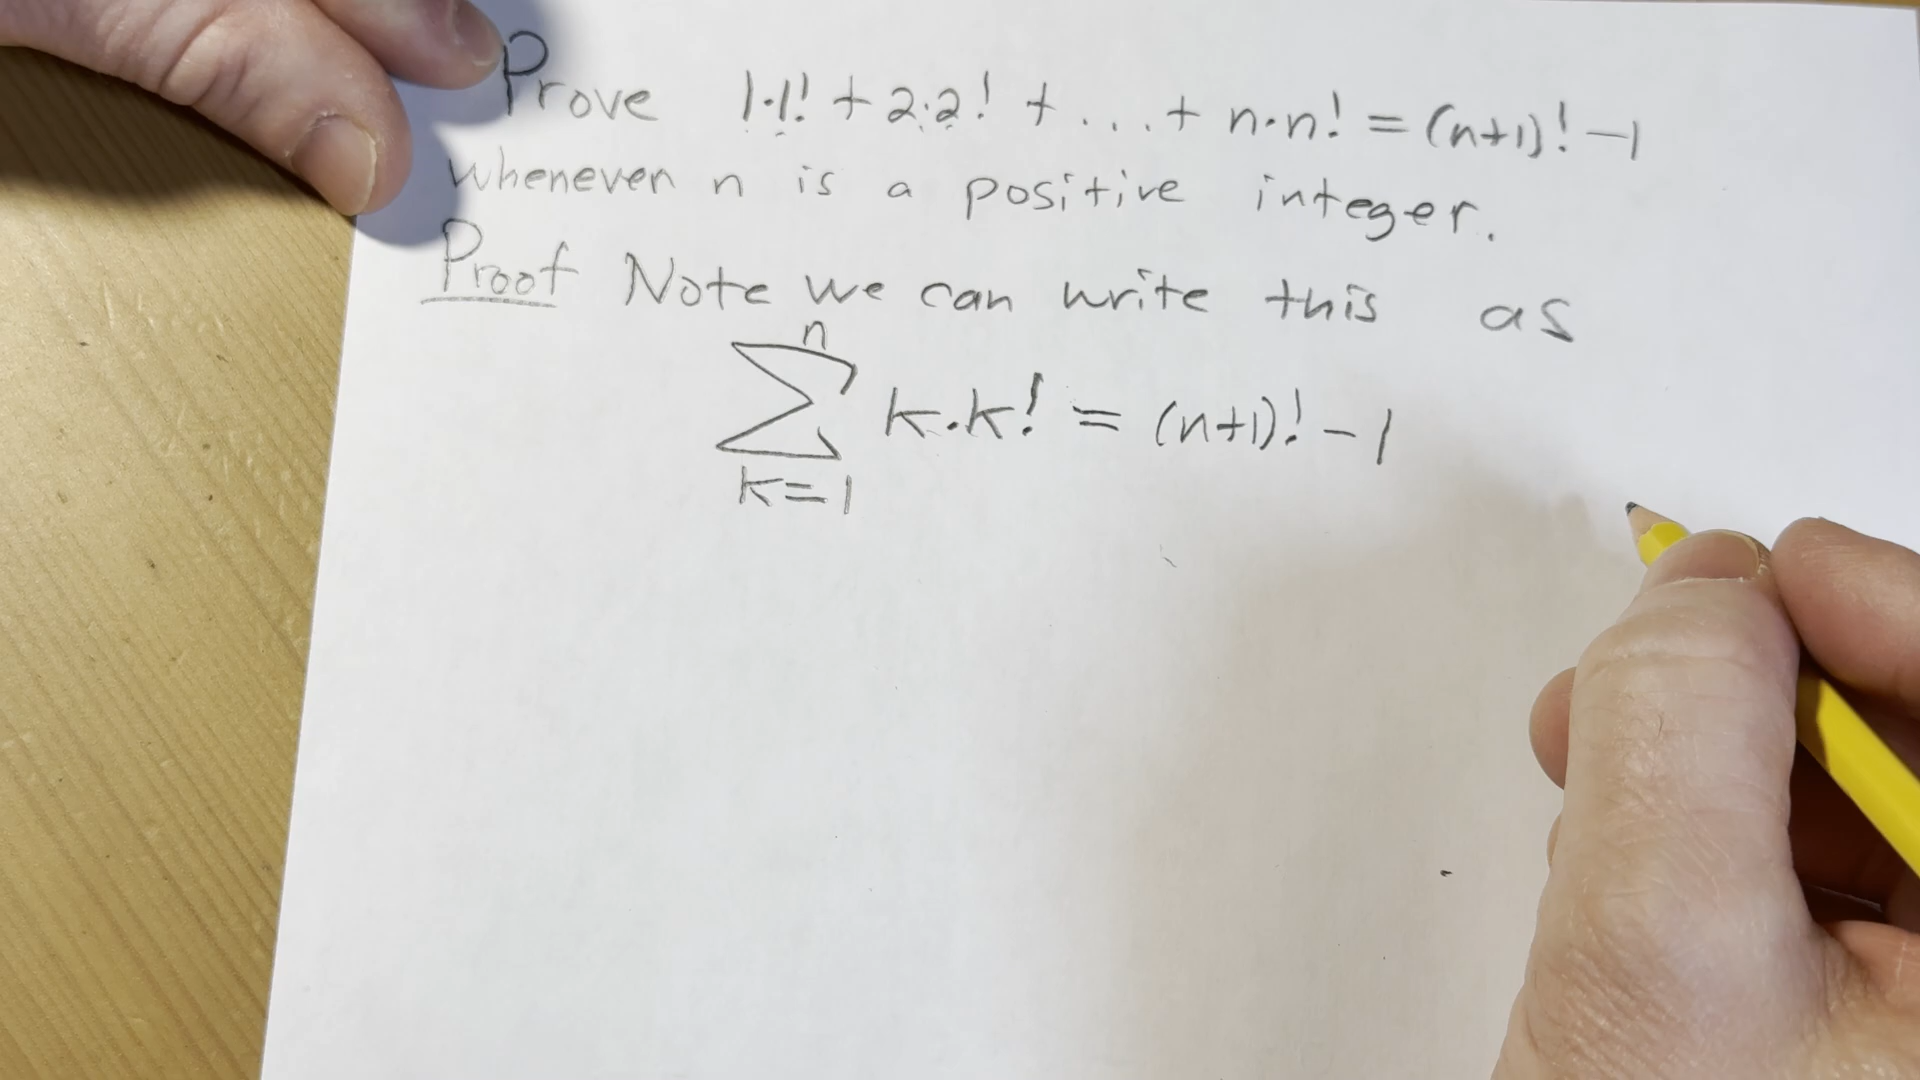 Prove 1·1! + 2·2! + ... + n·n! = (n+1)! - 1
whenever n is a positive integer.
Proof Note we can write this as
n
∑ k·k! = (n+1)! - 1
k=1